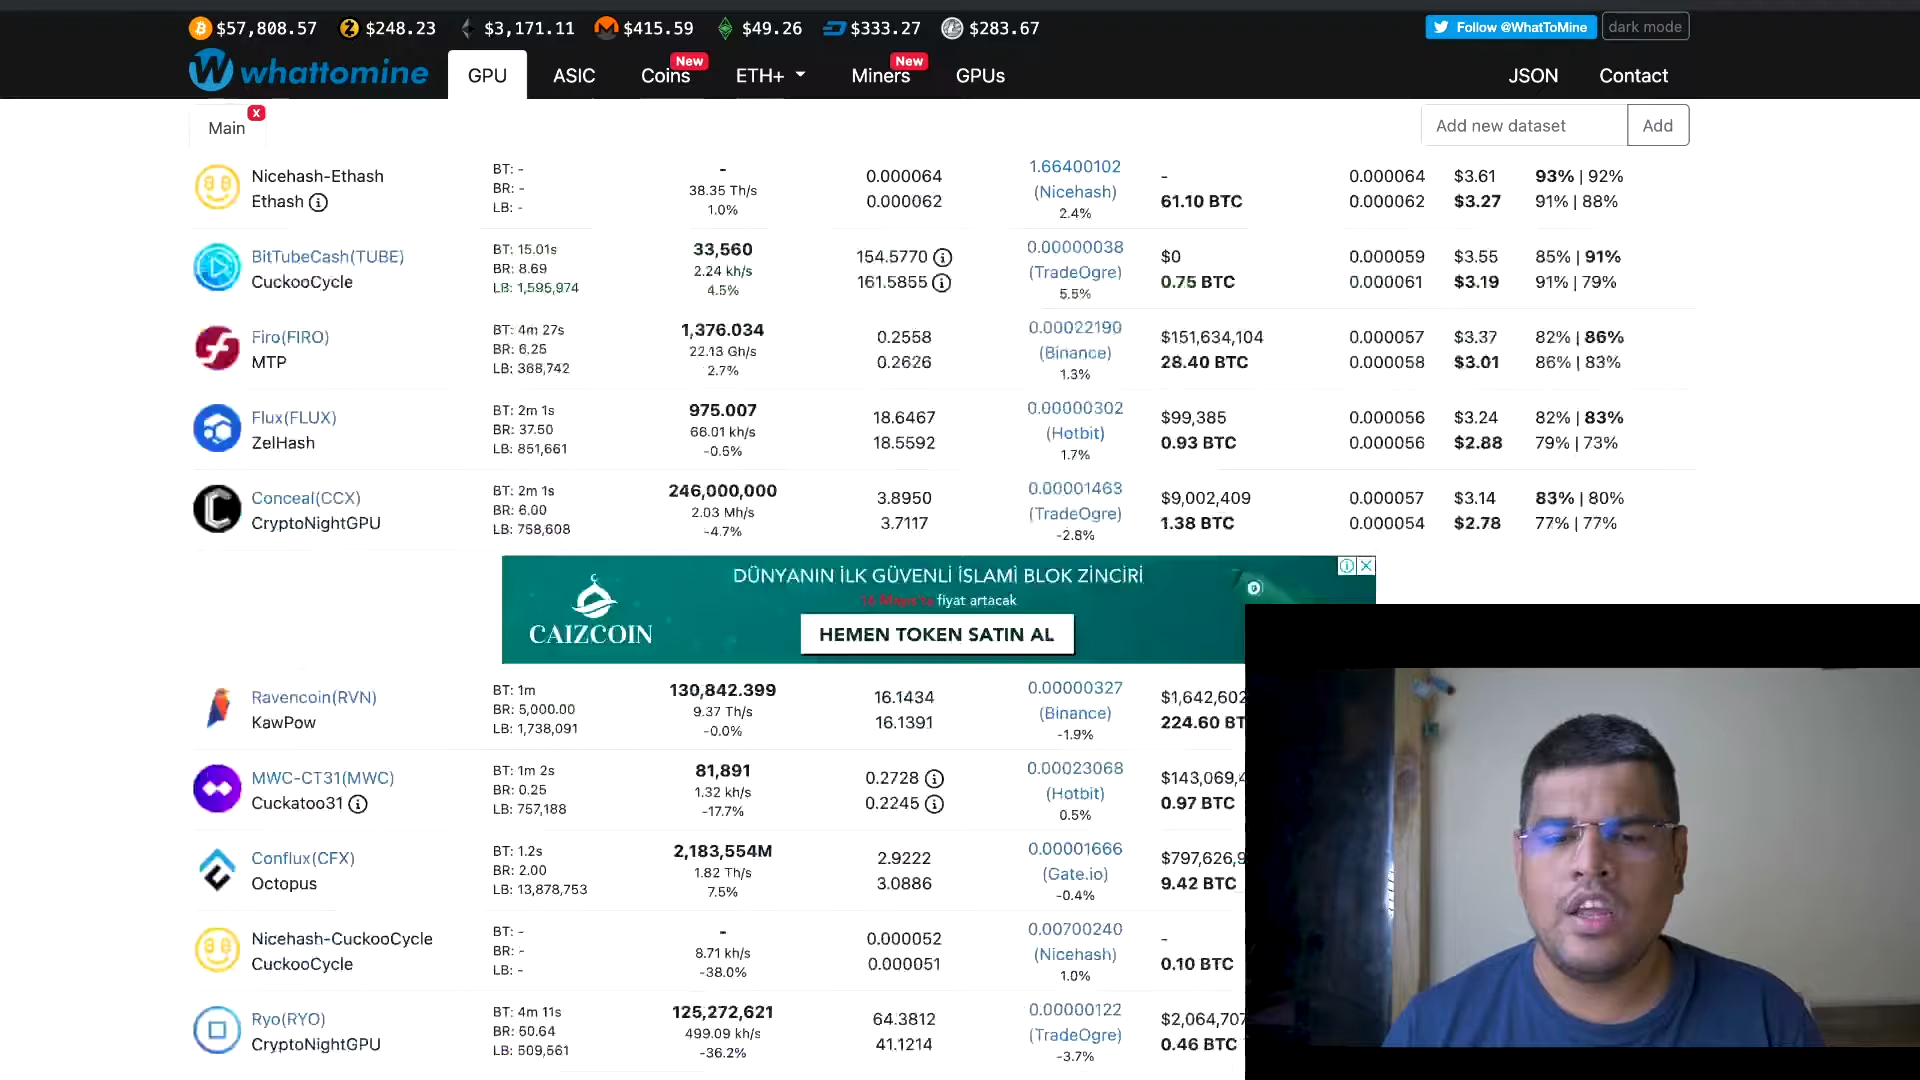 $57,808.57 $248.23 $3,171.11 $415.59 $49.26 $333.27 $283.67 Follow @WhatToMine dark mode
whattomine GPU ASIC Coins New ETH+ Miners New GPUs JSON Contact
Main x Add new dataset Add
Nicehash-Ethash
Ethash
BT: -
BR: -
LB: -
-
38.35 Th/s
1.0%
0.000064
0.000062
1.66400102
(Nicehash)
2.4%
-
61.10 BTC
0.000064
0.000062
$3.61
$3.27
93% | 92%
91% | 88%
BitTubeCash(TUBE)
CuckooCycle
BT: 15.01s
BR: 8.69
LB: 1,595,974
33,560
2.24 kh/s
4.5%
154.5770
161.5855
0.00000038
(TradeOgre)
5.5%
$0
0.75 BTC
0.000059
0.000061
$3.55
$3.19
85% | 91%
91% | 79%
Firo(FIRO)
MTP
BT: 4m 27s
BR: 6.25
LB: 368,742
1,376.034
22.13 Gh/s
2.7%
0.2558
0.2626
0.00022190
(Binance)
1.3%
$151,634,104
28.40 BTC
0.000057
0.000058
$3.37
$3.01
82% | 86%
86% | 83%
Flux(FLUX)
ZelHash
BT: 2m 1s
BR: 37.50
LB: 851,661
975.007
66.01 kh/s
-0.6%
18.6467
18.5592
0.00000302
(Hotbit)
1.7%
$99,385
0.93 BTC
0.000056
0.000056
$3.24
$2.88
82% | 83%
79% | 73%
Conceal(CCX)
CryptoNightGPU
BT: 2m 1s
BR: 6.00
LB: 758,608
246,000,000
2.03 Mh/s
-4.7%
3.8950
3.7117
0.00001463
(TradeOgre)
-2.8%
$9,002,409
1.38 BTC
0.000057
0.000054
$3.14
$2.78
83% | 80%
77% | 77%
CAIZCOIN
DÜNYANIN İLK GÜVENLİ İSLAMİ BLOK ZİNCİRİ
16 Mayıs'ta fiyat artacak
HEMEN TOKEN SATIN AL
Ravencoin(RVN)
KawPow
BT: 1m
BR: 5,000.00
LB: 1,738,091
130,842.399
9.37 Th/s
-0.0%
16.1434
16.1391
0.00000327
(Binance)
-1.9%
$1,642,602
224.60 BT
MWC-CT31(MWC)
Cuckatoo31
BT: 1m 2s
BR: 0.25
LB: 757,188
81,891
1.32 kh/s
-17.7%
0.2728
0.2245
0.00023068
(Hotbit)
0.5%
$143,069,4
0.97 BTC
Conflux(CFX)
Octopus
BT: 1.2s
BR: 2.00
LB: 13,878,753
2,183,554M
1.82 Th/s
7.5%
2.9222
3.0886
0.00001666
(Gate.io)
-0.4%
$797,626,9
9.42 BTC
Nicehash-CuckooCycle
CuckooCycle
BT: -
BR: -
LB: -
-
8.71 kh/s
-38.0%
0.000052
0.000051
0.00700240
(Nicehash)
1.0%
-
0.10 BTC
Ryo(RYO)
CryptoNightGPU
BT: 4m 11s
BR: 50.64
LB: 509,561
125,272,621
499.09 kh/s
-36.2%
64.3812
41.1214
0.00000122
(TradeOgre)
-3.7%
$2,064,707
0.46 BTC